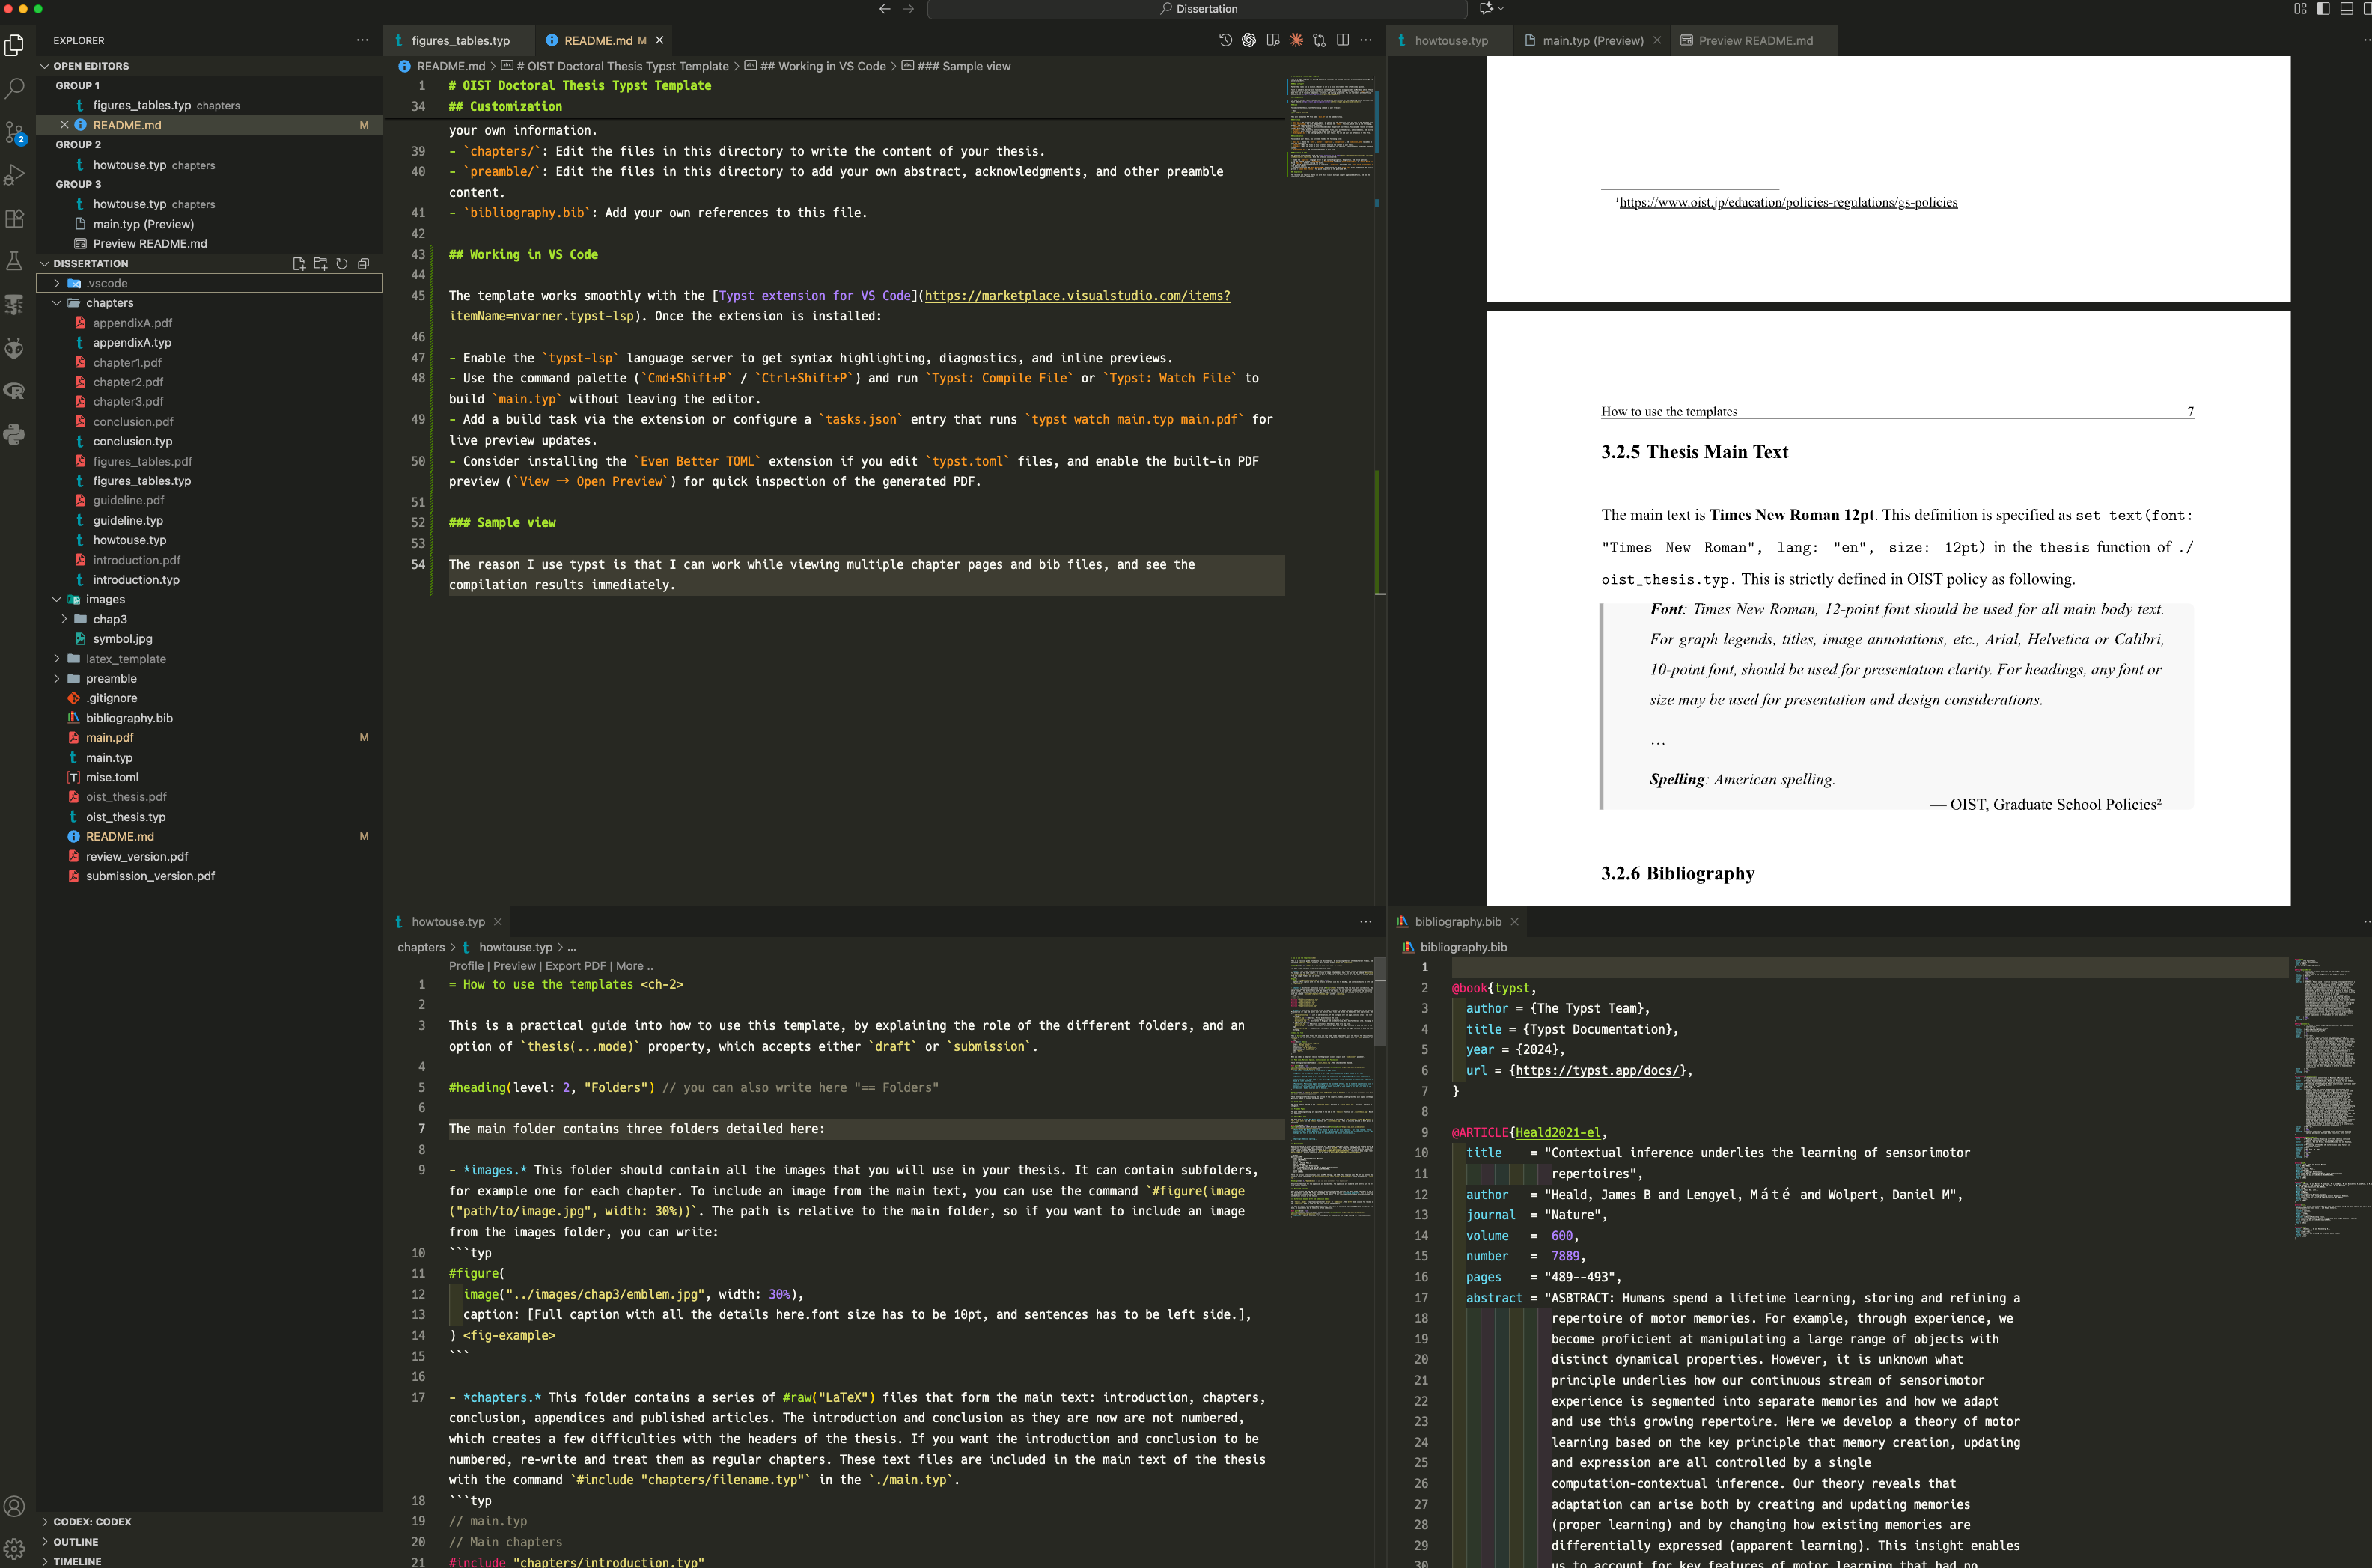 Dissertation
EXPLORER
OPEN EDITORS
GROUP 1
figures_tables.typ chapters
README.md M
GROUP 2
howtouse.typ chapters
GROUP 3
howtouse.typ chapters
main.typ (Preview)
Preview README.md
DISSERTATION
.vscode
chapters
appendixA.pdf
appendixA.typ
chapter1.pdf
chapter2.pdf
chapter3.pdf
conclusion.pdf
conclusion.typ
figures_tables.pdf
figures_tables.typ
guideline.pdf
guideline.typ
howtouse.typ
introduction.pdf
introduction.typ
images
chap3
symbol.jpg
latex_template
preamble
.gitignore
bibliography.bib
main.pdf M
main.typ
mise.toml
oist_thesis.pdf
oist_thesis.typ
README.md M
review_version.pdf
submission_version.pdf
CODEX: CODEX
OUTLINE
TIMELINE
2
figures_tables.typ
README.md M
README.md > # OIST Doctoral Thesis Typst Template > ## Working in VS Code > ### Sample view
1 # OIST Doctoral Thesis Typst Template
34 ## Customization
your own information.
39 - `chapters/`: Edit the files in this directory to write the content of your thesis.
40 - `preamble/`: Edit the files in this directory to add your own abstract, acknowledgments, and other preamble
content.
41 - `bibliography.bib`: Add your own references to this file.
42
43 ## Working in VS Code
44
45 The template works smoothly with the [Typst extension for VS Code](https://marketplace.visualstudio.com/items?
itemName=nvarner.typst-lsp). Once the extension is installed:
46
47 - Enable the `typst-lsp` language server to get syntax highlighting, diagnostics, and inline previews.
48 - Use the command palette (`Cmd+Shift+P` / `Ctrl+Shift+P`) and run `Typst: Compile File` or `Typst: Watch File` to
build `main.typ` without leaving the editor.
49 - Add a build task via the extension or configure a `tasks.json` entry that runs `typst watch main.typ main.pdf` for
live preview updates.
50 - Consider installing the `Even Better TOML` extension if you edit `typst.toml` files, and enable the built-in PDF
preview (`View → Open Preview`) for quick inspection of the generated PDF.
51
52 ### Sample view
53
54 The reason I use typst is that I can work while viewing multiple chapter pages and bib files, and see the
compilation results immediately.
howtouse.typ
main.typ (Preview)
Preview README.md
1https://www.oist.jp/education/policies-regulations/gs-policies
How to use the templates 7
3.2.5 Thesis Main Text
The main text is Times New Roman 12pt. This definition is specified as set text(font:
"Times New Roman", lang: "en", size: 12pt) in the thesis function of ./
oist_thesis.typ. This is strictly defined in OIST policy as following.
Font: Times New Roman, 12-point font should be used for all main body text.
For graph legends, titles, image annotations, etc., Arial, Helvetica or Calibri,
10-point font, should be used for presentation clarity. For headings, any font or
size may be used for presentation and design considerations.
…
Spelling: American spelling.
— OIST, Graduate School Policies2
3.2.6 Bibliography
howtouse.typ
chapters > howtouse.typ > ...
Profile | Preview | Export PDF | More ..
1 = How to use the templates <ch-2>
2
3 This is a practical guide into how to use this template, by explaining the role of the different folders, and an
option of `thesis(...mode)` property, which accepts either `draft` or `submission`.
4
5 #heading(level: 2, "Folders") // you can also write here "== Folders"
6
7 The main folder contains three folders detailed here:
8
9 - *images.* This folder should contain all the images that you will use in your thesis. It can contain subfolders,
for example one for each chapter. To include an image from the main text, you can use the command `#figure(image
("path/to/image.jpg", width: 30%))`. The path is relative to the main folder, so if you want to include an image
from the images folder, you can write:
10 ```typ
11 #figure(
12 image("../images/chap3/emblem.jpg", width: 30%),
13 caption: [Full caption with all the details here.font size has to be 10pt, and sentences has to be left side.],
14 ) <fig-example>
15 ```
16
17 - *chapters.* This folder contains a series of #raw("LaTeX") files that form the main text: introduction, chapters,
conclusion, appendices and published articles. The introduction and conclusion as they are now are not numbered,
which creates a few difficulties with the headers of the thesis. If you want the introduction and conclusion to be
numbered, re-write and treat them as regular chapters. These text files are included in the main text of the thesis
with the command `#include "chapters/filename.typ"` in the `./main.typ`.
18 ```typ
19 // main.typ
20 // Main chapters
21 #include "chapters/introduction.typ"
bibliography.bib
bibliography.bib
1
2 @book{typst,
3 author = {The Typst Team},
4 title = {Typst Documentation},
5 year = {2024},
6 url = {https://typst.app/docs/},
7 }
8
9 @ARTICLE{Heald2021-el,
10 title = "Contextual inference underlies the learning of sensorimotor
11 repertoires",
12 author = "Heald, James B and Lengyel, Máté and Wolpert, Daniel M",
13 journal = "Nature",
14 volume = 600,
15 number = 7889,
16 pages = "489--493",
17 abstract = "ASBTRACT: Humans spend a lifetime learning, storing and refining a
18 repertoire of motor memories. For example, through experience, we
19 become proficient at manipulating a large range of objects with
20 distinct dynamical properties. However, it is unknown what
21 principle underlies how our continuous stream of sensorimotor
22 experience is segmented into separate memories and how we adapt
23 and use this growing repertoire. Here we develop a theory of motor
24 learning based on the key principle that memory creation, updating
25 and expression are all controlled by a single
26 computation-contextual inference. Our theory reveals that
27 adaptation can arise both by creating and updating memories
28 (proper learning) and by changing how existing memories are
29 differentially expressed (apparent learning). This insight enables
30 us to account for key features of motor learning that had no